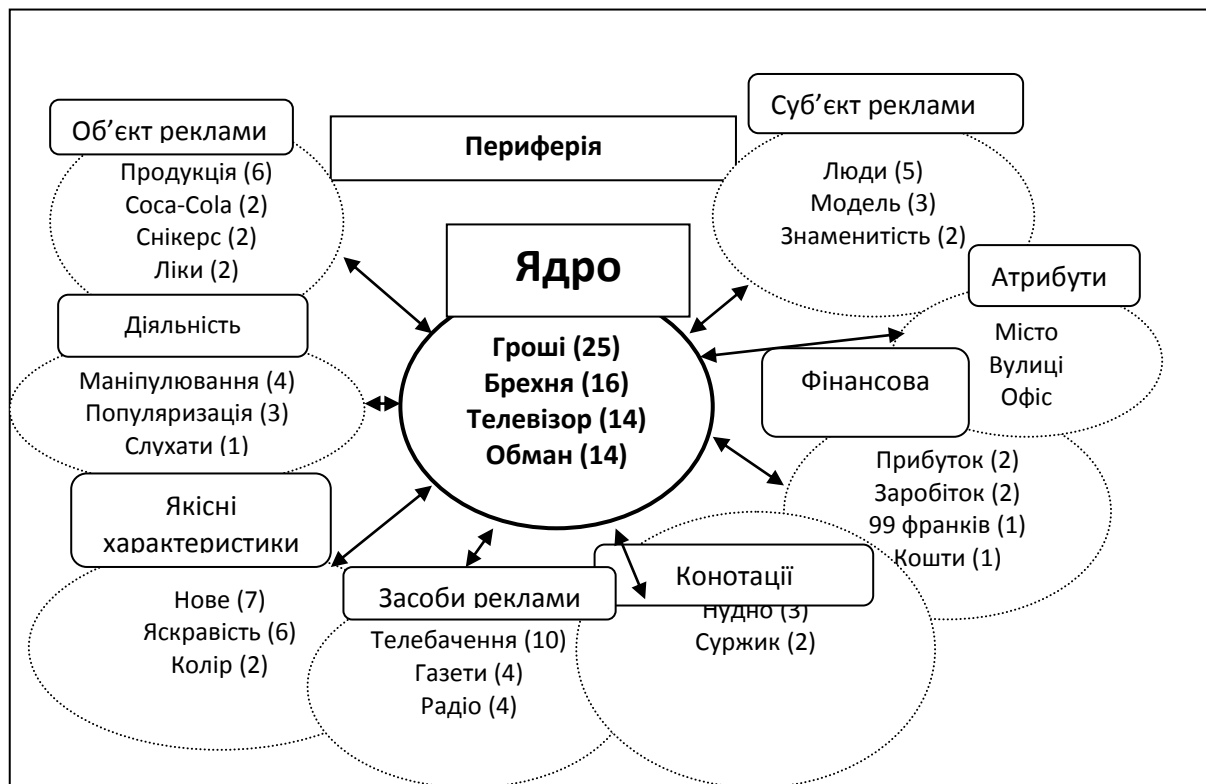 Об’єкт реклами
Продукція (6)
Coca-Cola (2)
Снікерс (2)
Ліки (2)
Периферія
Суб’єкт реклами
Люди (5)
Модель (3)
Знаменитість (2)
Ядро
Гроші (25)
Брехня (16)
Телевізор (14)
Обман (14)
Атрибути
Місто
Вулиці
Офіс
Діяльність
Маніпулювання (4)
Популяризація (3)
Слухати (1)
Фінансова
Прибуток (2)
Заробіток (2)
99 франків (1)
Кошти (1)
Якісні
характеристики
Нове (7)
Яскравість (6)
Колір (2)
Засоби реклами
Телебачення (10)
Газети (4)
Радіо (4)
Конотації
Нудно (3)
Суржик (2)